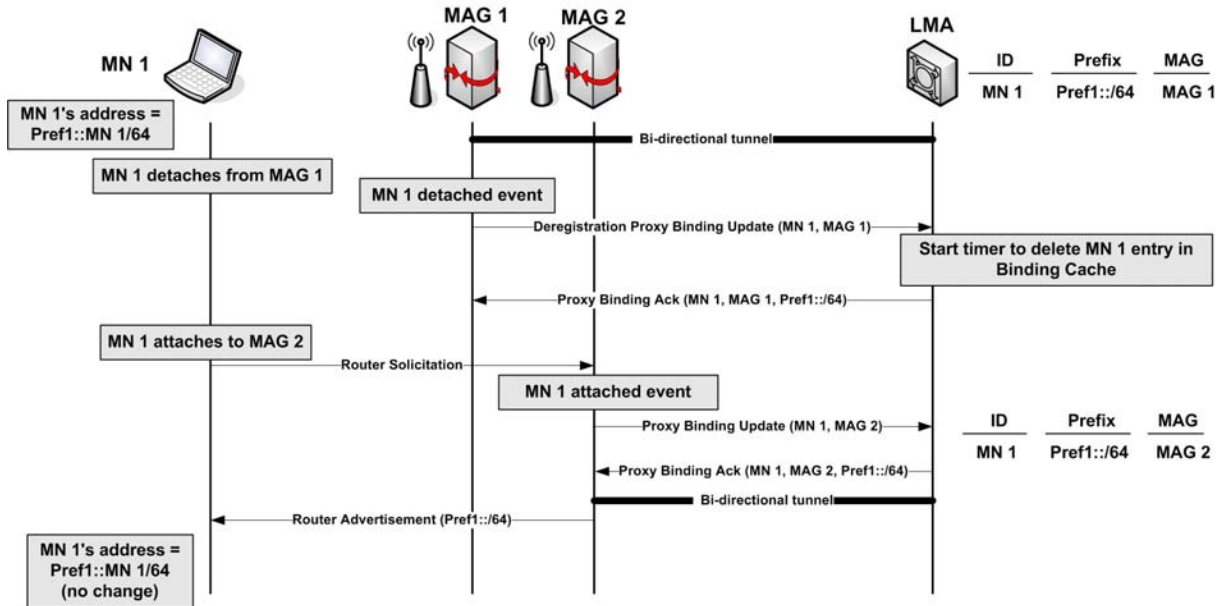 MAG 1
MAG 2
LMA
MN 1
ID Prefix MAG
MN 1 Pref1::/64 MAG 1
MN 1's address =
Pref1::MN 1/64
Bi-directional tunnel
MN 1 detaches from MAG 1
MN 1 detached event
Deregistration Proxy Binding Update (MN 1, MAG 1)
Start timer to delete MN 1 entry in
Binding Cache
Proxy Binding Ack (MN 1, MAG 1, Pref1::/64)
MN 1 attaches to MAG 2
Router Solicitation
MN 1 attached event
Proxy Binding Update (MN 1, MAG 2)
ID Prefix MAG
MN 1 Pref1::/64 MAG 2
Proxy Binding Ack (MN 1, MAG 2, Pref1::/64)
Bi-directional tunnel
Router Advertisement (Pref1::/64)
MN 1's address =
Pref1::MN 1/64
(no change)